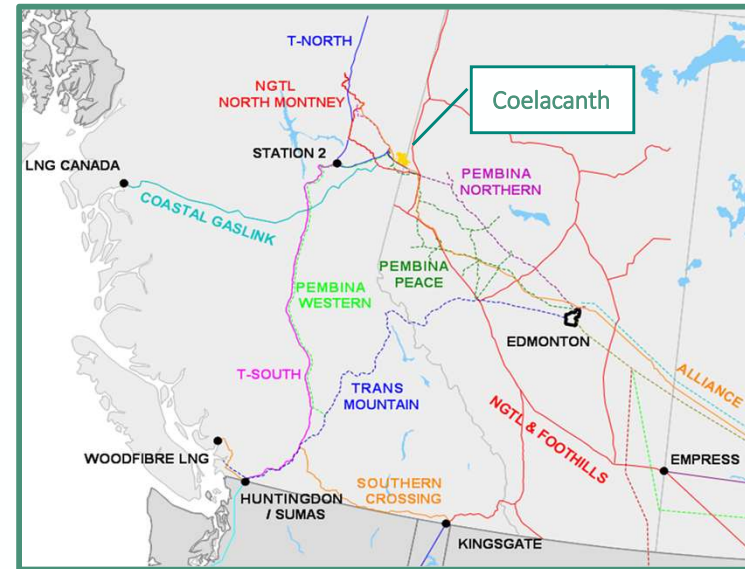 T-NORTH
NGTL
NORTH MONTNEY
Coelacanth
STATION 2
LNG CANADA
PEMBINA
NORTHERN
COASTAL GASLINK
PEMBINA
PEACE
PEMBINA
WESTERN
EDMONTON
ALLIANCE
T-SOUTH
TRANS
MOUNTAIN
NGTL & FOOTHILLS
WOODFIBRE LNG
EMPRESS
HUNTINGDON
/ SUMAS
SOUTHERN
CROSSING
KINGSGATE